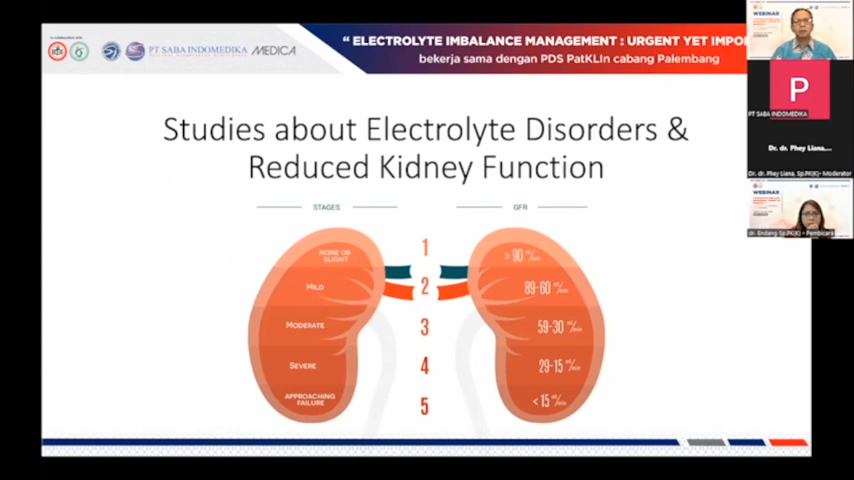 PT SABA INDOMEDIKA
MEDICA
“ ELECTROLYTE IMBALANCE MANAGEMENT : URGENT YET IMPO
bekerja sama dengan PDS PatKLIn cabang Palembang
Studies about Electrolyte Disorders &
Reduced Kidney Function
STAGES
GFR
NONE OR
SLIGHT
1
> 90 ml/min
MILD
2
89-60 ml/min
MODERATE
3
59-30 ml/min
SEVERE
4
29-15 ml/min
APPROACHING
FAILURE
5
< 15 ml/min
WEBINAR
P
PT SABA INDOMEDIKA
Dr. dr. Phey Liana,...
Dr. dr. Phey Liana, Sp.PK(K)- Moderator
WEBINAR
dr. Endang Sp.PK(K) - Pembicara